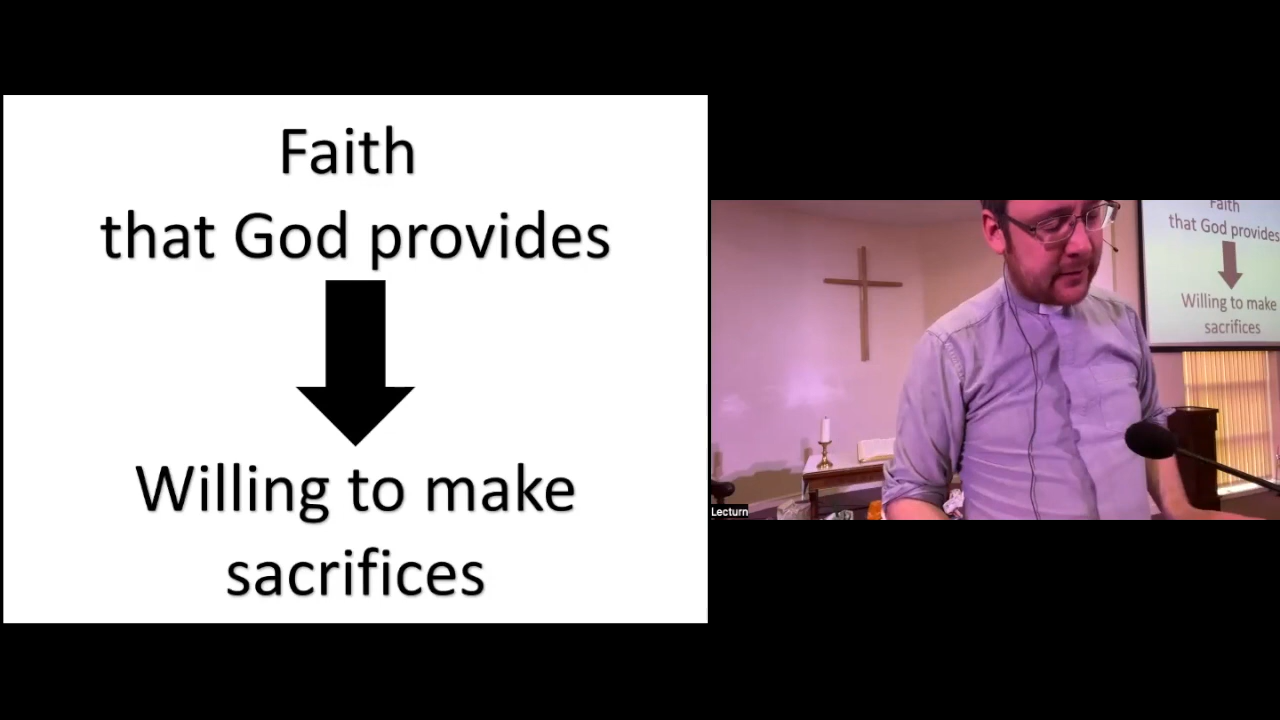 Faith
that God provides
Willing to make
sacrifices
Faith
that God provides
Willing to make
sacrifices
Lecturn